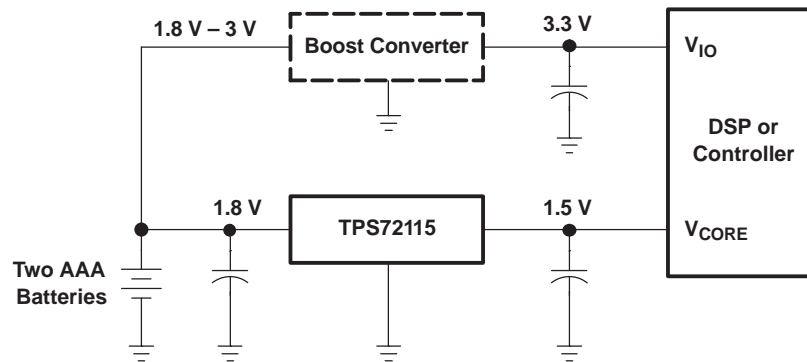 1.8 V – 3 V
Boost Converter
3.3 V
V_IO
DSP or
Controller
1.8 V
TPS72115
1.5 V
V_CORE
Two AAA
Batteries